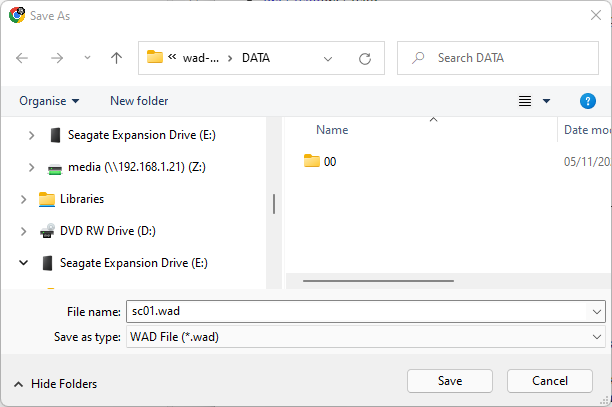 Save As
« wad-... > DATA
Search DATA
Organise
New folder
Seagate Expansion Drive (E:)
media (\\192.168.1.21) (Z:)
Libraries
DVD RW Drive (D:)
Seagate Expansion Drive (E:)
Name
Date mo
00
05/11/20
File name:
sc01.wad
Save as type:
WAD File (*.wad)
Hide Folders
Save
Cancel